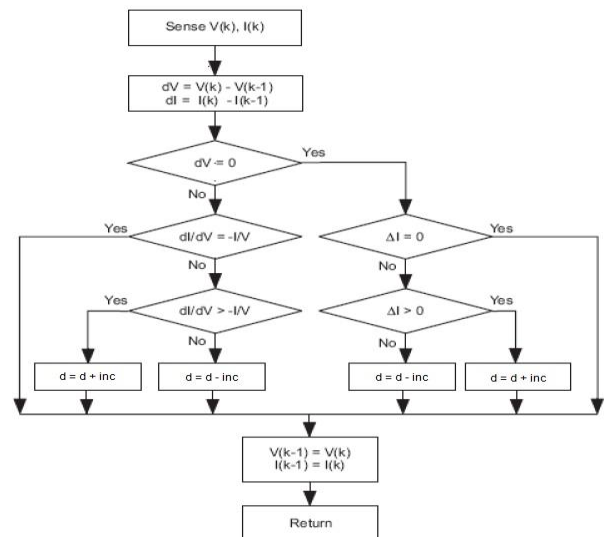 Sense V(k), I(k)
dV = V(k) - V(k-1)
dI = I(k) - I(k-1)
Yes
dV = 0
No
Yes
dI/dV = -I/V
ΔI = 0
Yes
No
No
Yes
dI/dV > -I/V
ΔI > 0
Yes
No
No
d = d + inc
d = d - inc
d = d - inc
d = d + inc
V(k-1) = V(k)
I(k-1) = I(k)
Return